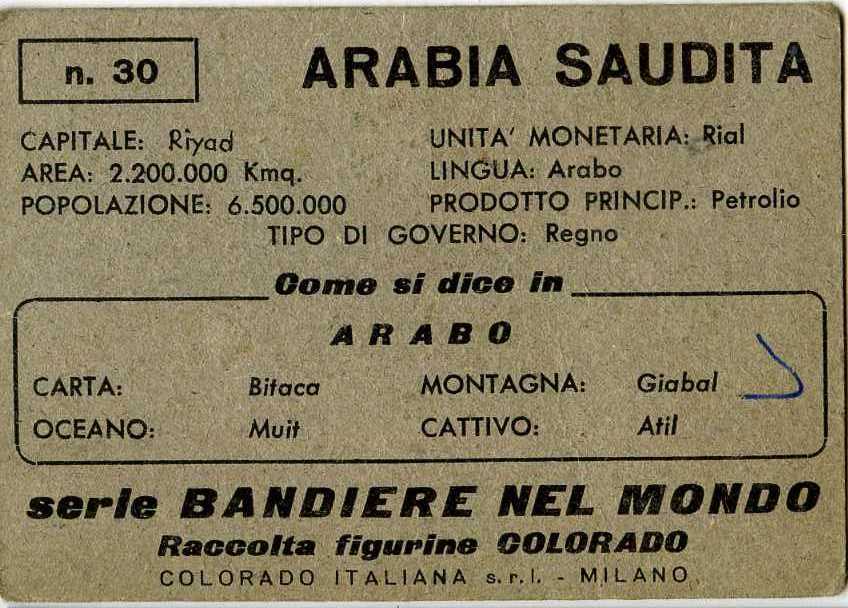 n. 30
ARABIA SAUDITA
CAPITALE: Riyad
UNITA' MONETARIA: Rial
AREA: 2.200.000 Kmq.
LINGUA: Arabo
POPOLAZIONE: 6.500.000
PRODOTTO PRINCIP.: Petrolio
TIPO DI GOVERNO: Regno
Come si dice in
ARABO
CARTA: Bitaca
MONTAGNA: Giabal
OCEANO: Muit
CATTIVO: Atil
serie BANDIERE NEL MONDO
Raccolta figurine COLORADO
COLORADO ITALIANA s.r.l. - MILANO